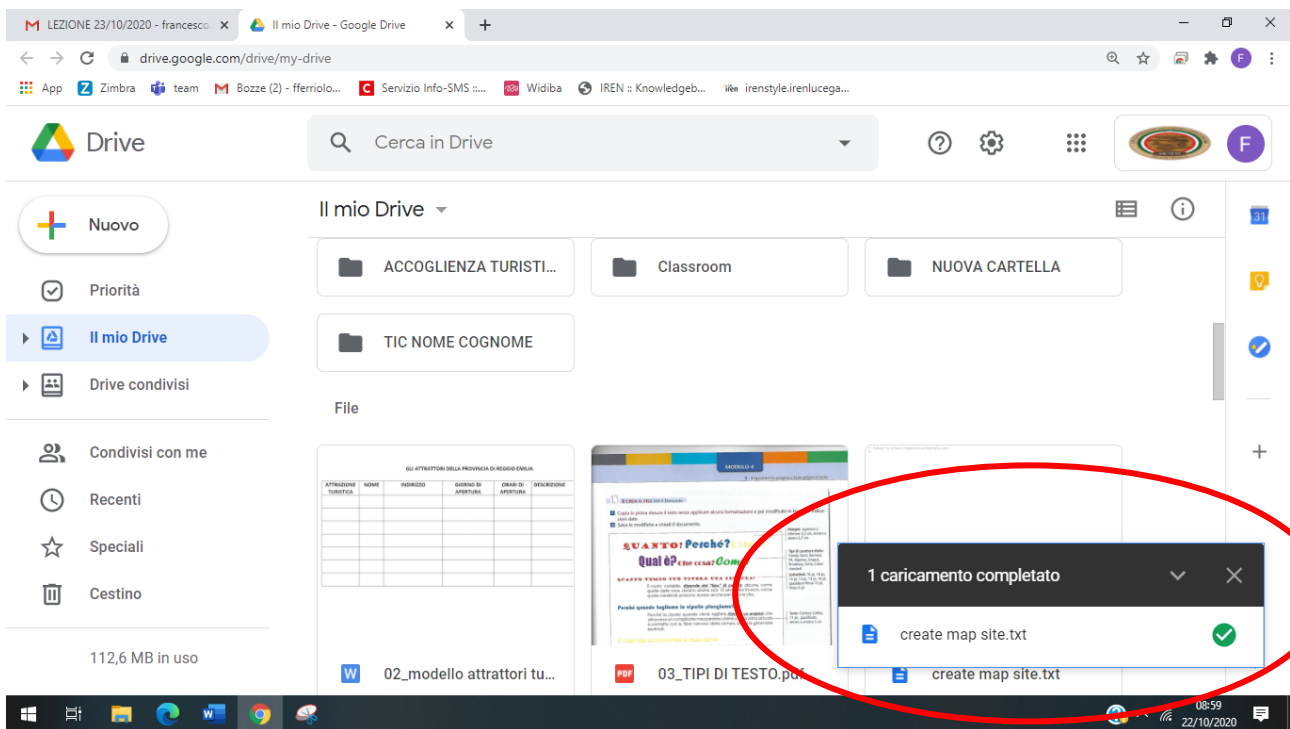 LEZIONE 23/10/2020 - francesco.
Il mio Drive - Google Drive
drive.google.com/drive/my-drive
App
Zimbra
team
Bozze (2) - fferriolo...
Servizio Info-SMS ::...
Widiba
IREN :: Knowledgeb...
irenstyle.irenlucega...
Drive
Cerca in Drive
F
Nuovo
Il mio Drive
31
ACCOGLIENZA TURISTI...
Classroom
NUOVA CARTELLA
Priorità
Il mio Drive
TIC NOME COGNOME
Drive condivisi
File
Condivisi con me
Recenti
Speciali
Cestino
112,6 MB in uso
GLI ATTRATTORI DELLA PROVINCIA DI REGGIO EMILIA
ATTRAZIONE TURISTICA
NOME
INDIRIZZO
GIORNO DI APERTURA
ORARI DI APERTURA
DESCRIZIONE
MODULO 4
QUANTO? Perché?
Qual è? Che cosa? Come
1 caricamento completato
create map site.txt
02_modello attrattori tu...
03_TIPI DI TESTO.pdf
create map site.txt
08:59
22/10/2020